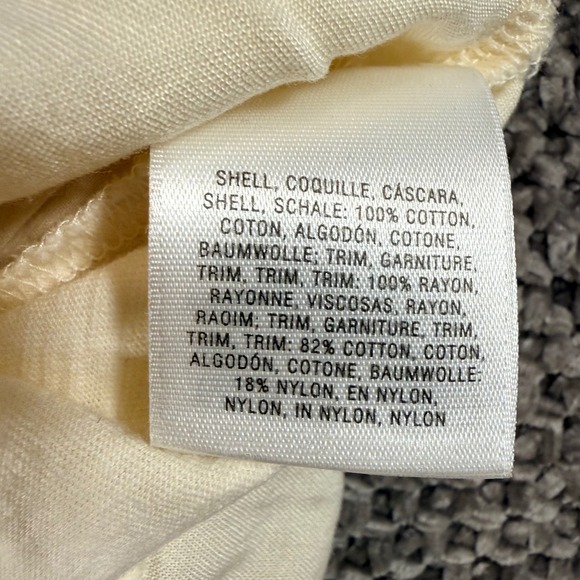 SHELL, COQUILLE, CÁSCARA,
SHELL, SCHALE: 100% COTTON,
COTON, ALGODÓN, COTONE,
BAUMWOLLE; TRIM, GARNITURE,
TRIM, TRIM, TRIM: 100% RAYON,
RAYONNE, VISCOSAS, RAYON,
RAOIM; TRIM, GARNITURE, TRIM,
TRIM, TRIM: 82% COTTON, COTON,
ALGODÓN, COTONE, BAUMWOLLE:
18% NYLON, EN NYLON,
NYLON, IN NYLON, NYLON